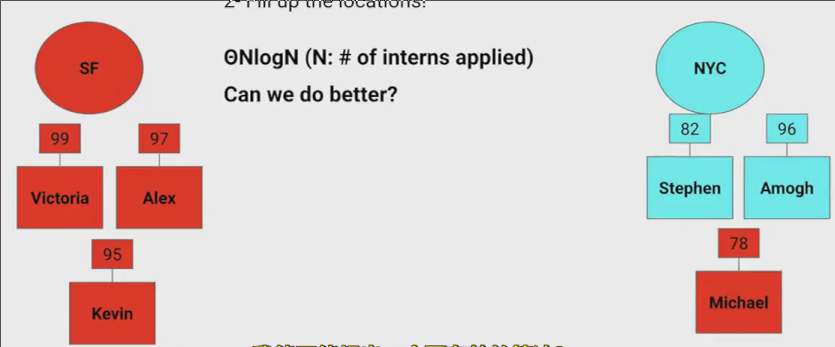 2- Fill up the locations!
SF
ΘNlogN (N: # of interns applied)
NYC
Can we do better?
99
97
82
96
Victoria
Alex
Stephen
Amogh
95
78
Kevin
Michael